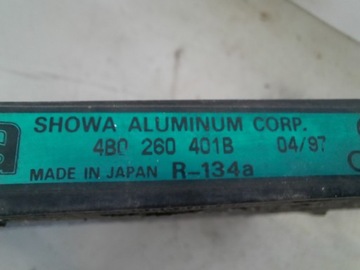 SHOWA ALUMINUM CORP.
4B0 260 401B 04/97
MADE IN JAPAN R-134a